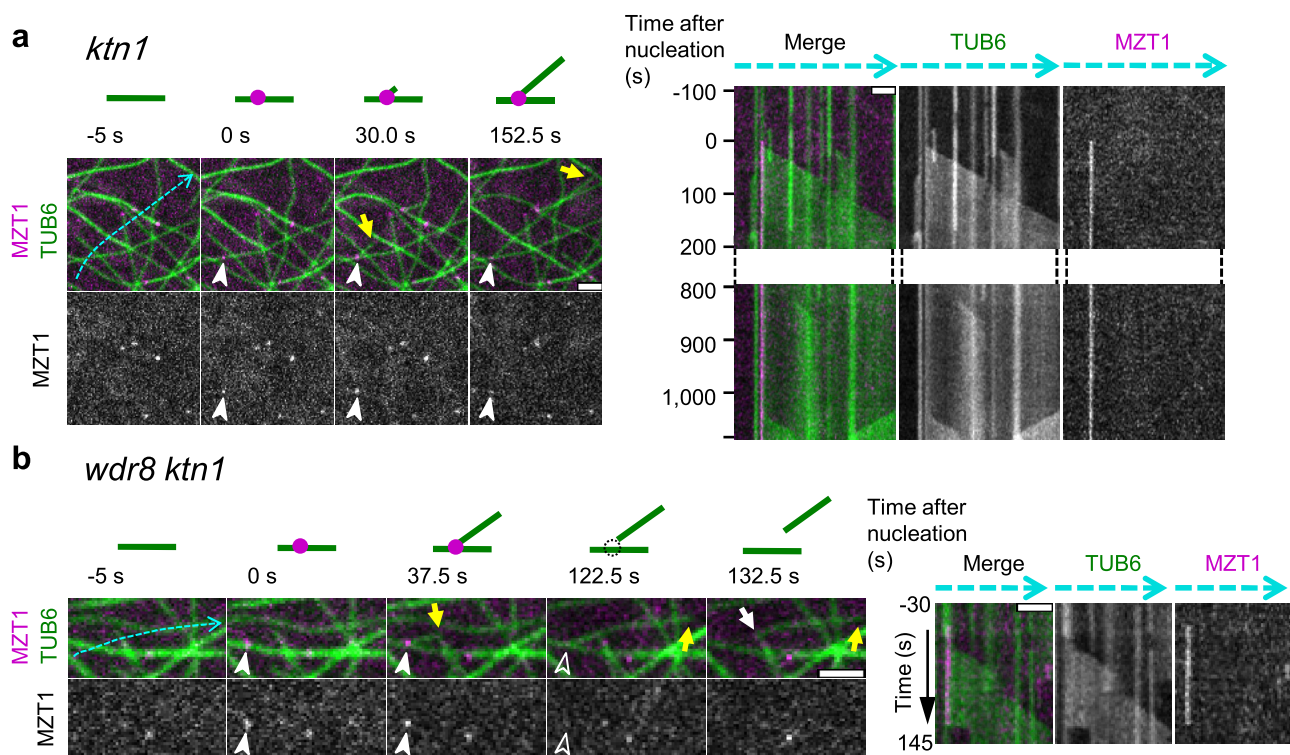 a
ktn1
-5 s 0 s 30.0 s 152.5 s
MZT1
TUB6
MZT1
Time after
nucleation
(s)
Merge TUB6 MZT1
-100
0
100
200
800
900
1,000
b
wdr8 ktn1
-5 s 0 s 37.5 s 122.5 s 132.5 s
MZT1
TUB6
MZT1
Time after
nucleation
(s)
Merge TUB6 MZT1
-30
Time (s)
145